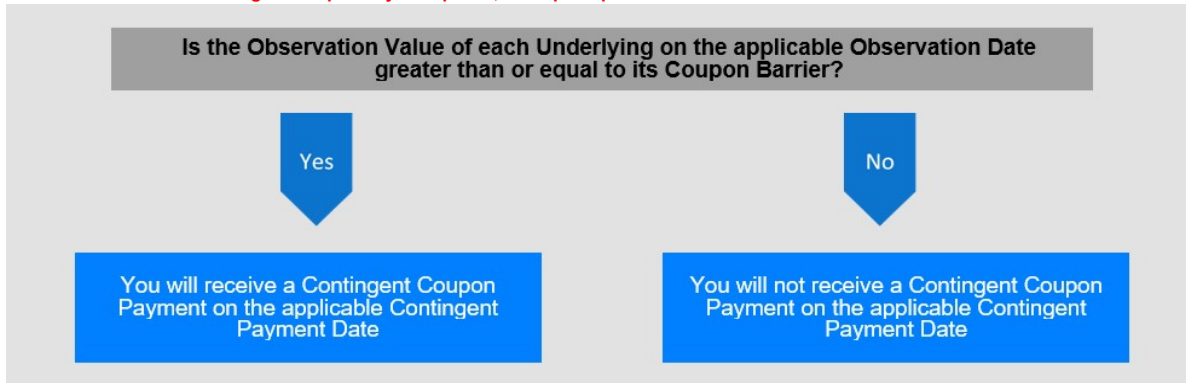 Is the Observation Value of each Underlying on the applicable Observation Date
greater than or equal to its Coupon Barrier?
Yes
No
You will receive a Contingent Coupon
Payment on the applicable Contingent
Payment Date
You will not receive a Contingent Coupon
Payment on the applicable Contingent
Payment Date